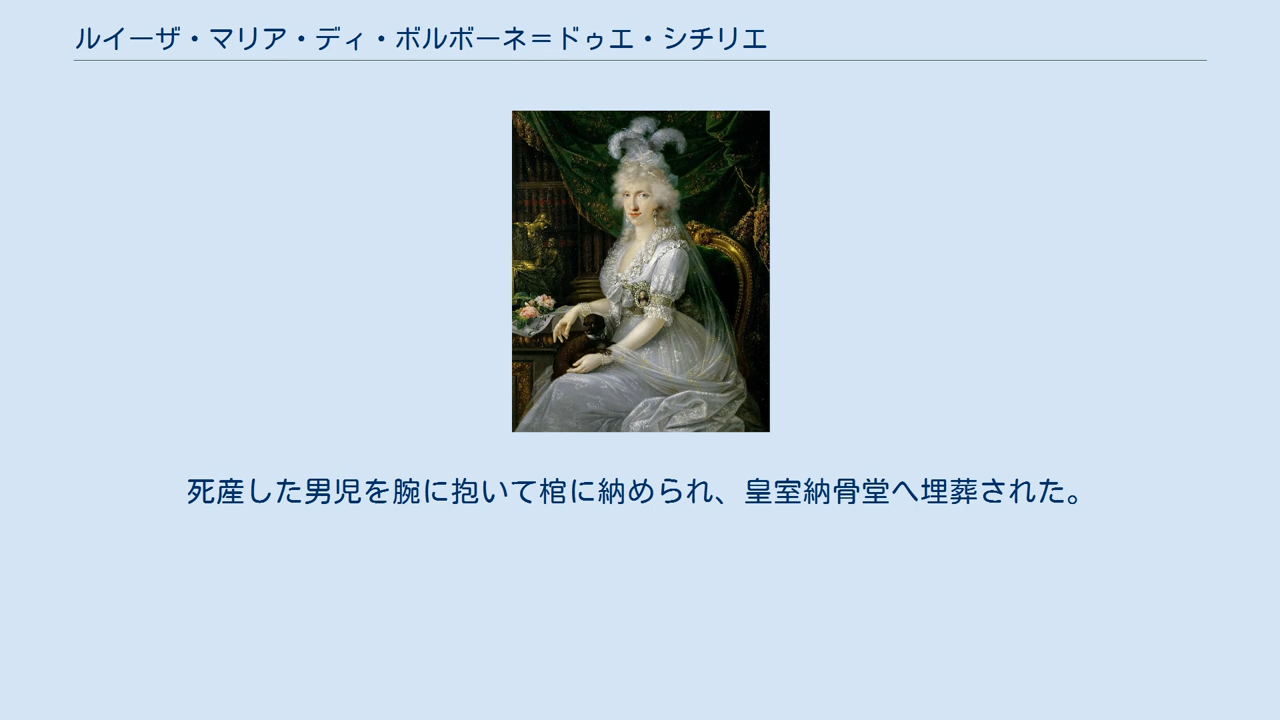 ルイーザ・マリア・ディ・ボルボーネ＝ドゥエ・シチリエ
死産した男児を腕に抱いて棺に納められ、皇室納骨堂へ埋葬された。